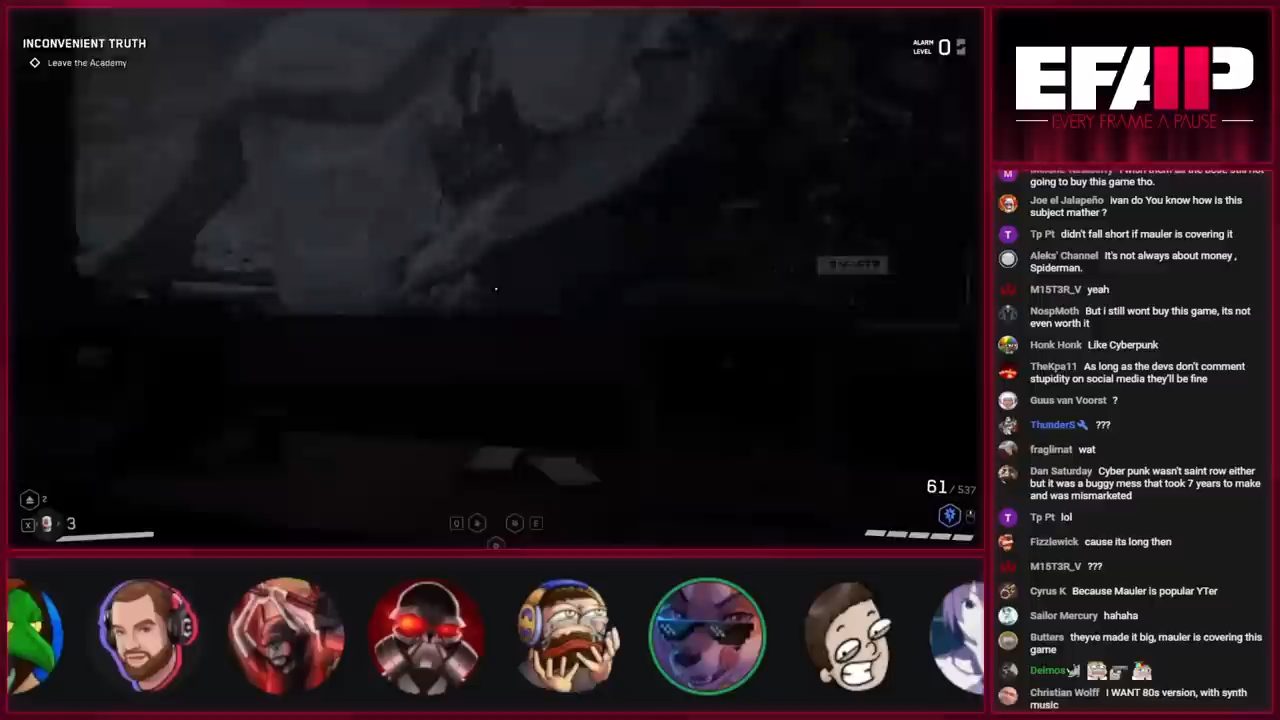 INCONVENIENT TRUTH
Leave the Academy
ALARM
LEVEL 0
2
X 3
Q E
61/537
EFAP
EVERY FRAME A PAUSE
going to buy this game tho.
Joe el Jalapeño ivan do You know how is this
subject mather ?
Tp Pt didn't fall short if mauler is covering it
Aleks' Channel It's not always about money ,
Spiderman.
M15T3R_V yeah
NospMoth But i still wont buy this game, its not
even worth it
Honk Honk Like Cyberpunk
TheKpa11 As long as the devs don't comment
stupidity on social media they'll be fine
Guus van Voorst ?
ThunderS ???
fraglimat wat
Dan Saturday Cyber punk wasn't saint row either
but it was a buggy mess that took 7 years to make
and was mismarketed
Tp Pt lol
Fizzlewick cause its long then
M15T3R_V ???
Cyrus K Because Mauler is popular YTer
Sailor Mercury hahaha
Butters theyve made it big, mauler is covering this
game
Deimos
Christian Wolff I WANT 80s version, with synth
music